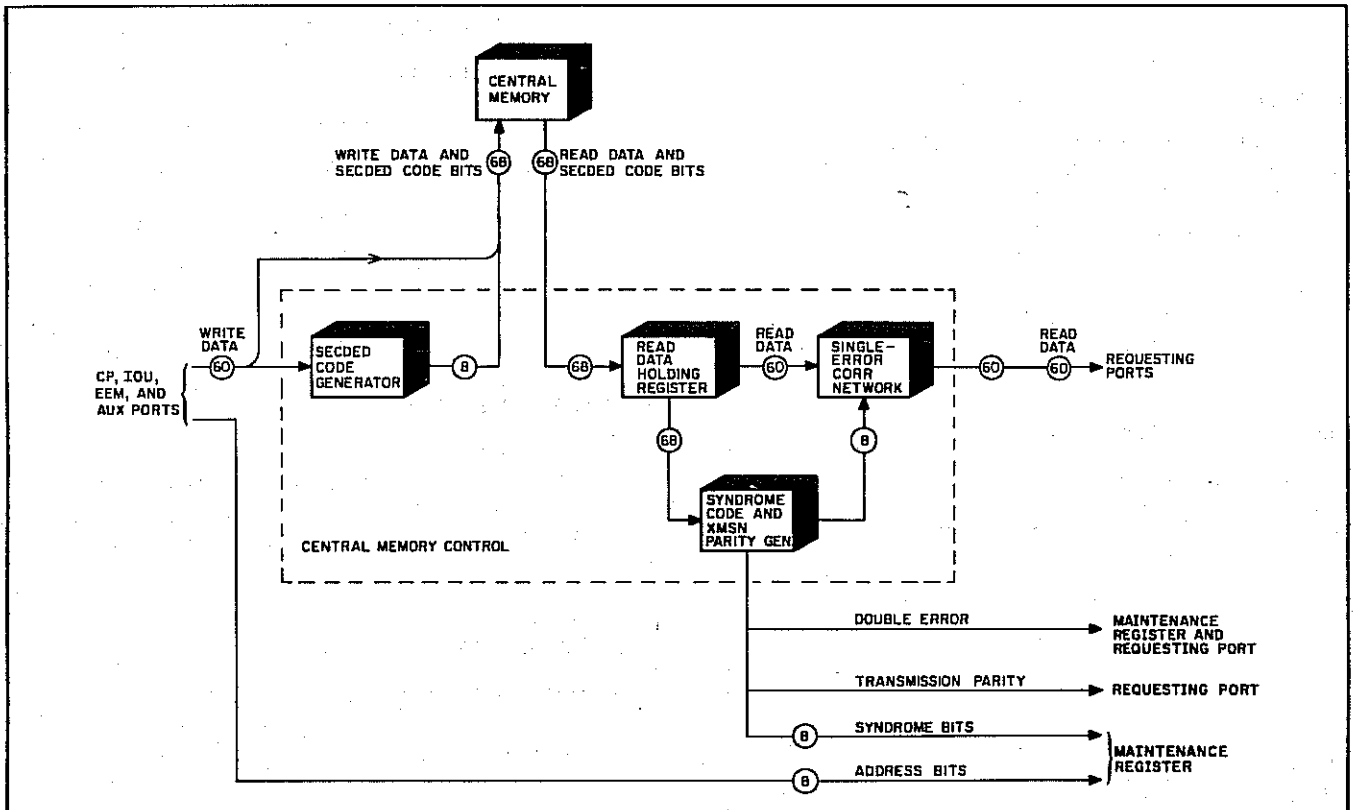 CENTRAL
MEMORY
WRITE DATA AND
SECDED CODE BITS
68
68
READ DATA AND
SECDED CODE BITS
WRITE
DATA
60
CP, IOU,
EEM, AND
AUX PORTS
SECDED
CODE
GENERATOR
8
68
READ
DATA
HOLDING
REGISTER
READ
DATA
60
SINGLE-
ERROR
CORR
NETWORK
60
READ
DATA
60
REQUESTING
PORTS
68
8
SYNDROME
CODE AND
XMSN
PARITY GEN
CENTRAL MEMORY CONTROL
DOUBLE ERROR
MAINTENANCE
REGISTER AND
REQUESTING PORT
TRANSMISSION PARITY
REQUESTING PORT
8
SYNDROME BITS
8
ADDRESS BITS
MAINTENANCE
REGISTER